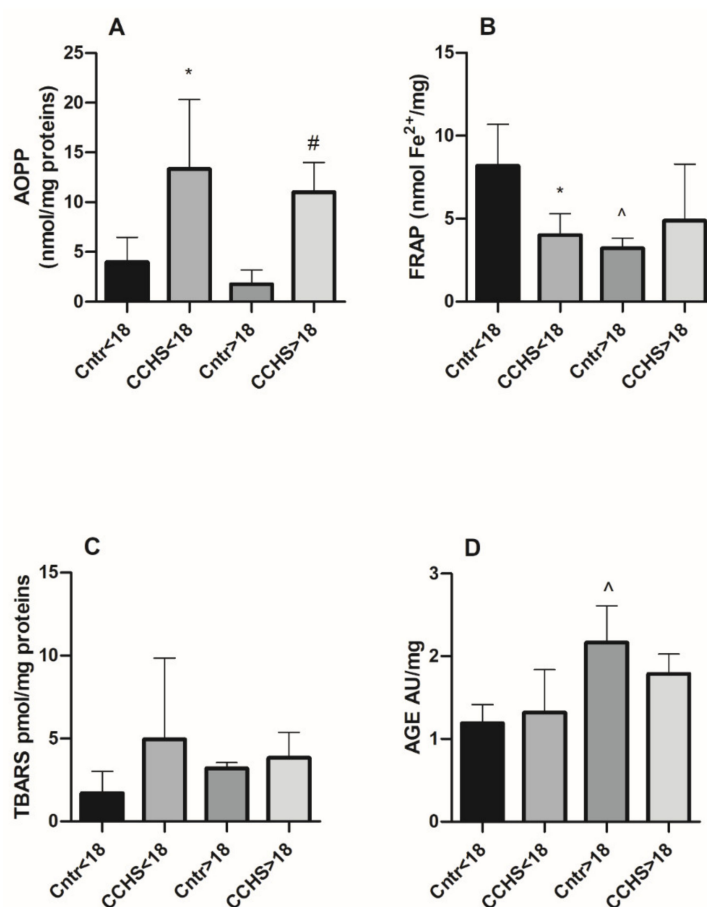 A
AOPP
(nmol/mg proteins)
25
20
15
10
5
0
*
#
Cntr<18
CCHS<18
Cntr>18
CCHS>18
B
FRAP (nmol Fe²⁺/mg)
15
10
5
0
*
^
Cntr<18
CCHS<18
Cntr>18
CCHS>18
C
TBARS pmol/mg proteins
15
10
5
0
Cntr<18
CCHS<18
Cntr>18
CCHS>18
D
AGE AU/mg
3
2
1
0
^
Cntr<18
CCHS<18
Cntr>18
CCHS>18